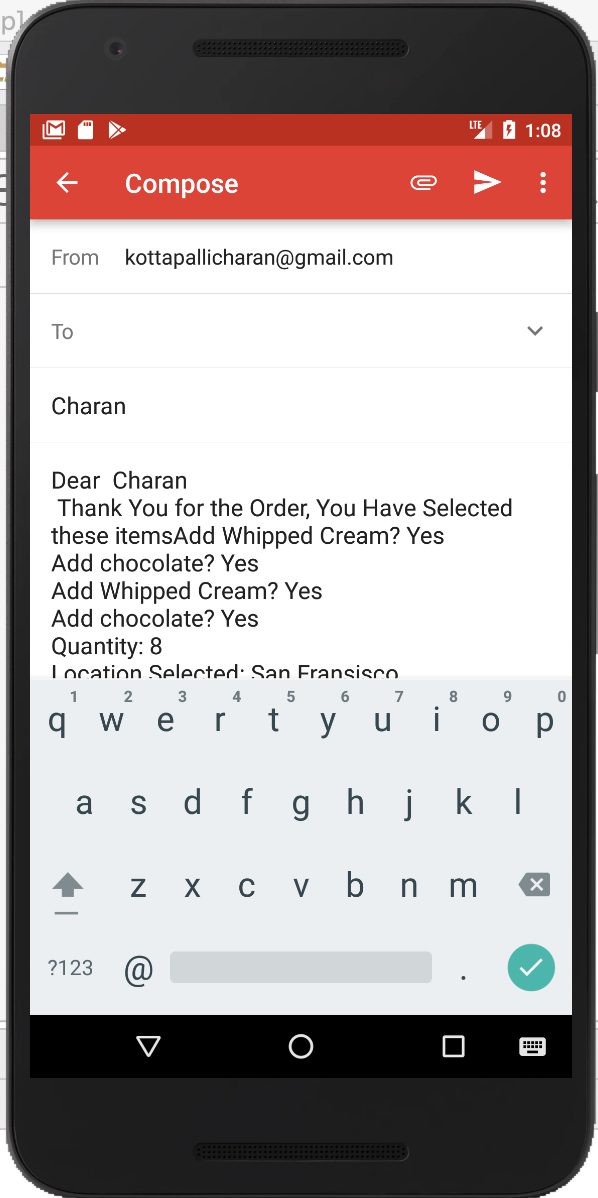 pl
LTE 1:08
Compose
From kottapallicharan@gmail.com
To
Charan
Dear  Charan
 Thank You for the Order, You Have Selected
these itemsAdd Whipped Cream? Yes
Add chocolate? Yes
Add Whipped Cream? Yes
Add chocolate? Yes
Quantity: 8
Location Selected: San Fransisco
1 2 3 4 5 6 7 8 9 0
q w e r t y u i o p
a s d f g h j k l
z x c v b n m
?123 @ .